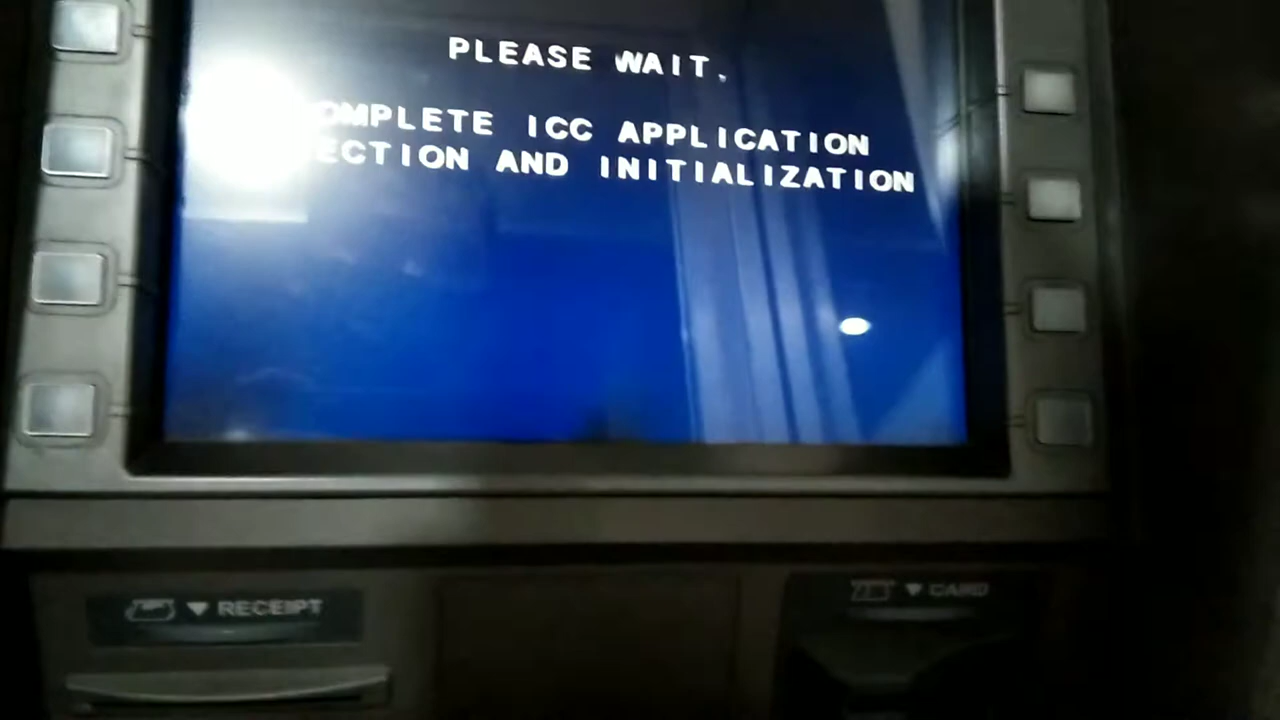 PLEASE WAIT.
OMPLETE ICC APPLICATION
ECTION AND INITIALIZATION
RECEIPT
CARD